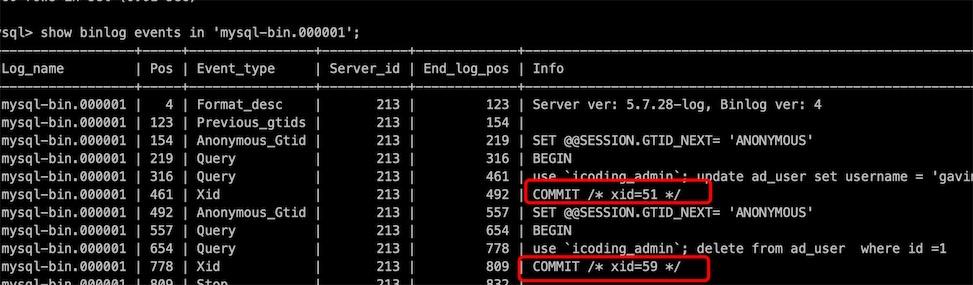 mysql> show binlog events in 'mysql-bin.000001';
Log_name | Pos | Event_type | Server_id | End_log_pos | Info
mysql-bin.000001 | 4 | Format_desc | 213 | 123 | Server ver: 5.7.28-log, Binlog ver: 4
mysql-bin.000001 | 123 | Previous_gtids | 213 | 154 |
mysql-bin.000001 | 154 | Anonymous_Gtid | 213 | 219 | SET @@SESSION.GTID_NEXT= 'ANONYMOUS'
mysql-bin.000001 | 219 | Query | 213 | 316 | BEGIN
mysql-bin.000001 | 316 | Query | 213 | 461 | use `icoding_admin`; update ad_user set username = 'gavin
mysql-bin.000001 | 461 | Xid | 213 | 492 | COMMIT /* xid=51 */
mysql-bin.000001 | 492 | Anonymous_Gtid | 213 | 557 | SET @@SESSION.GTID_NEXT= 'ANONYMOUS'
mysql-bin.000001 | 557 | Query | 213 | 654 | BEGIN
mysql-bin.000001 | 654 | Query | 213 | 778 | use `icoding_admin`; delete from ad_user where id =1
mysql-bin.000001 | 778 | Xid | 213 | 809 | COMMIT /* xid=59 */
mysql-bin.000001 | 809 | Stop | 213 | 832 |